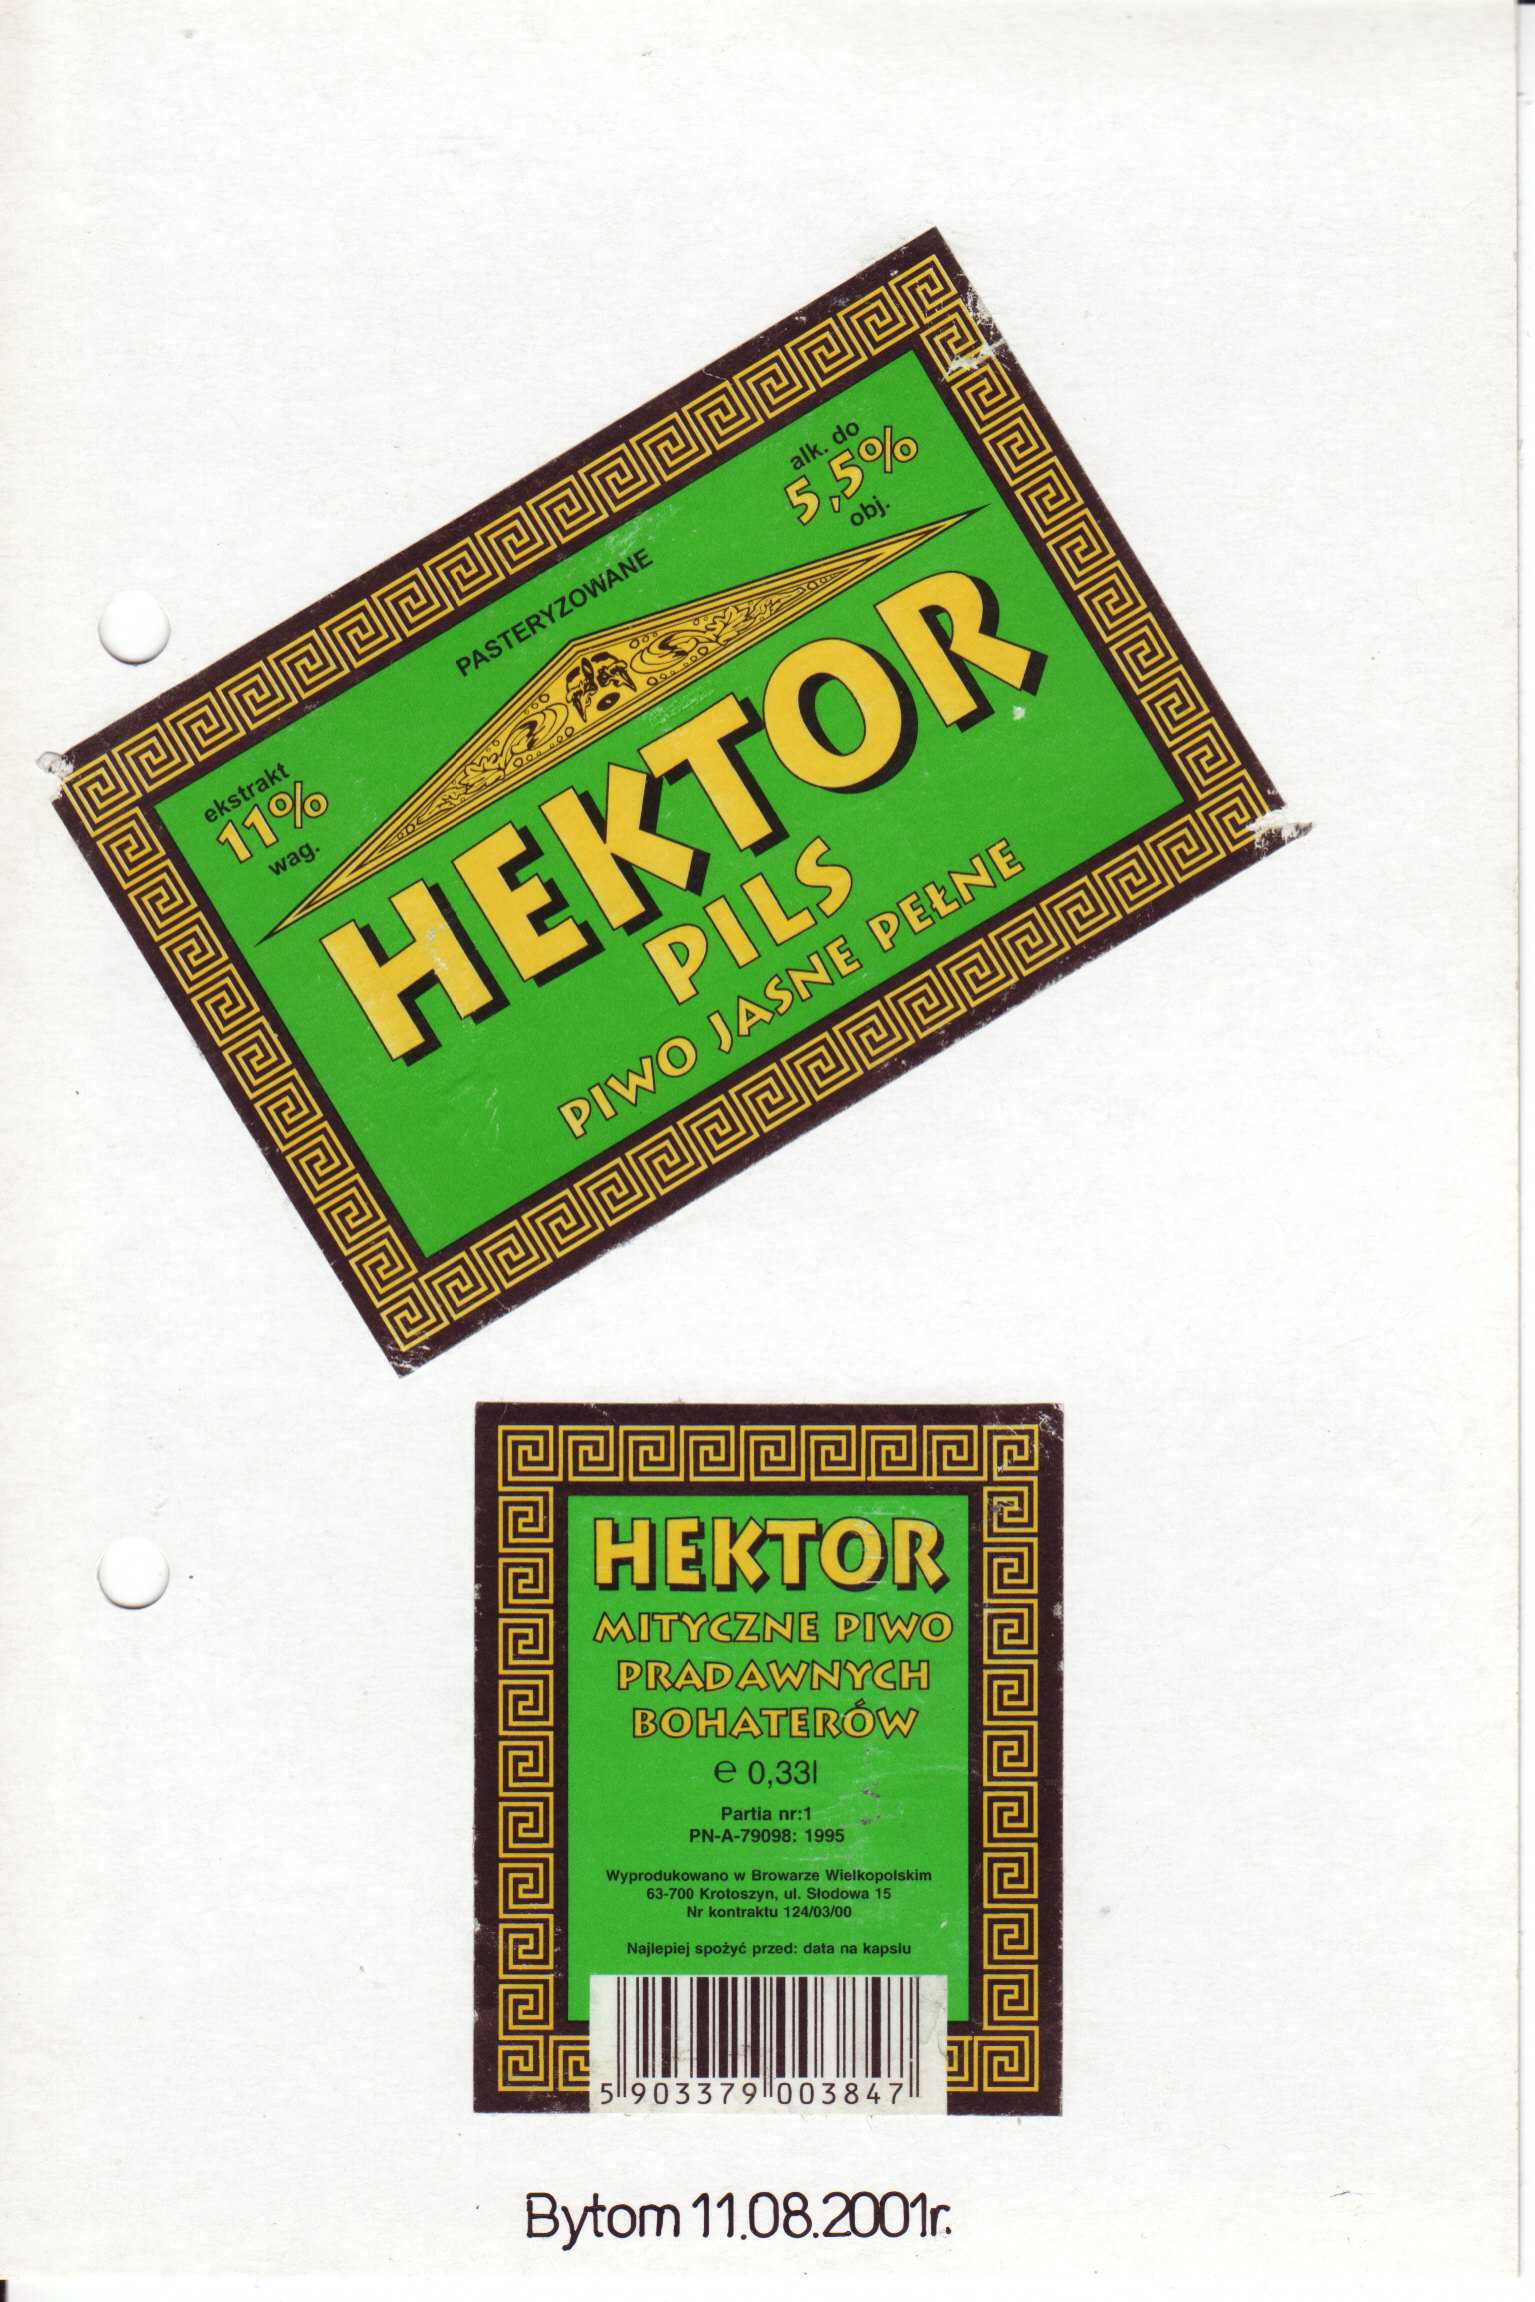 PASTERYZOWANE
alk. do
5,5%
obj.
ekstrakt
11%
wag.
HEKTOR
PILS
PIWO JASNE PEŁNE
HEKTOR
MITYCZNE PIWO
PRADAWNYCH
BOHATERÓW
e 0,33l
Partia nr:1
PN-A-79098: 1995
Wyprodukowano w Browarze Wielkopolskim
63-700 Krotoszyn, ul. Słodowa 15
Nr kontraktu 124/03/00
Najlepiej spożyć przed: data na kapslu
5 903379 003847
Bytom 11.08.2001r.